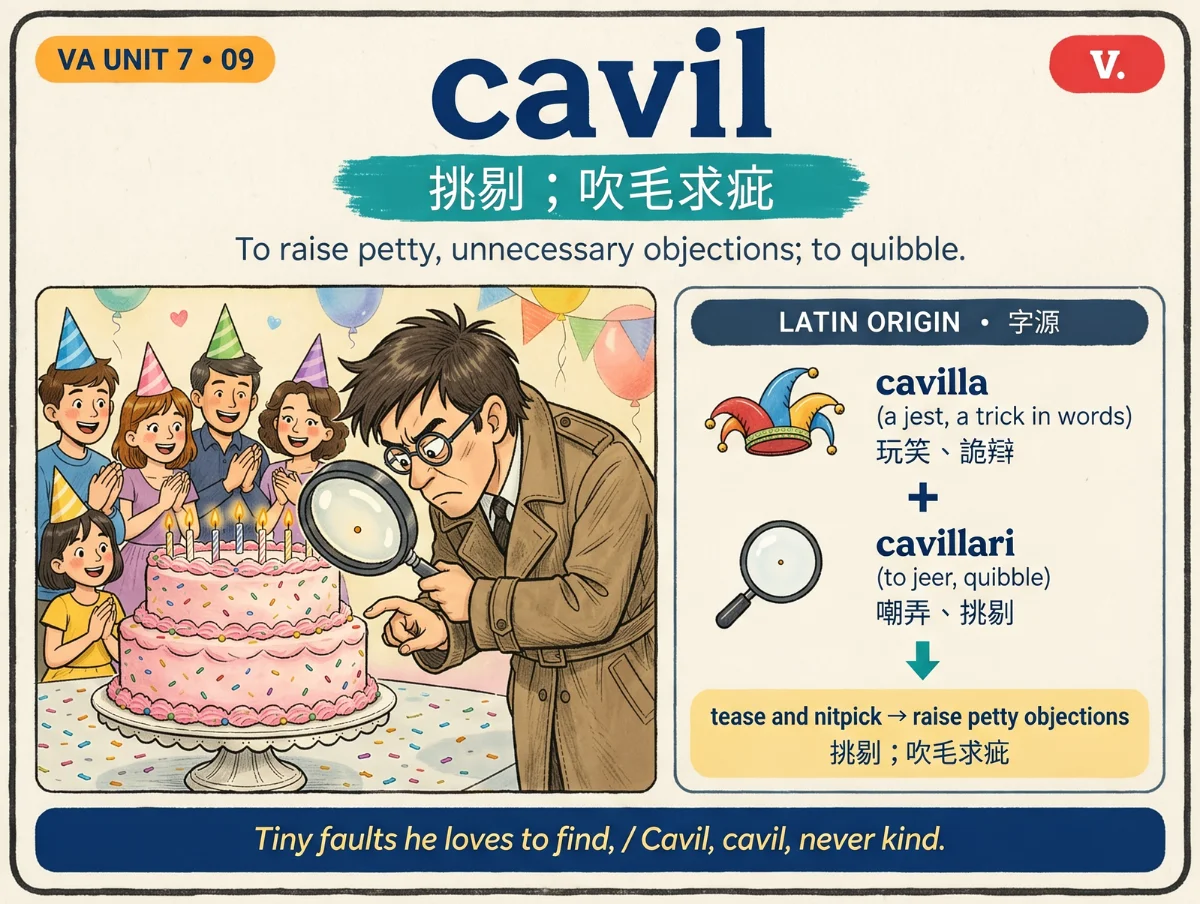 VA UNIT 7 • 09
V.
cavil
挑剔；吹毛求疵
To raise petty, unnecessary objections; to quibble.
LATIN ORIGIN • 字源
cavilla
(a jest, a trick in words)
玩笑、詭辯
+
cavillari
(to jeer, quibble)
嘲弄、挑剔
tease and nitpick → raise petty objections
挑剔；吹毛求疵
Tiny faults he loves to find, / Cavil, cavil, never kind.